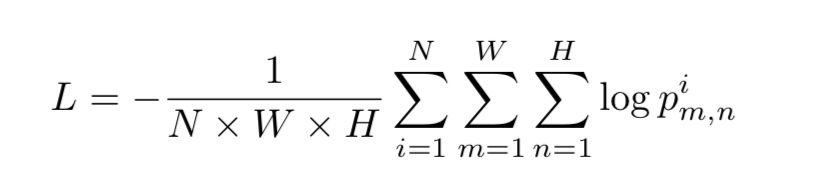 L = -\frac{1}{N \times W \times H} \sum_{i=1}^{N} \sum_{m=1}^{W} \sum_{n=1}^{H} \log p_{m,n}^{i}